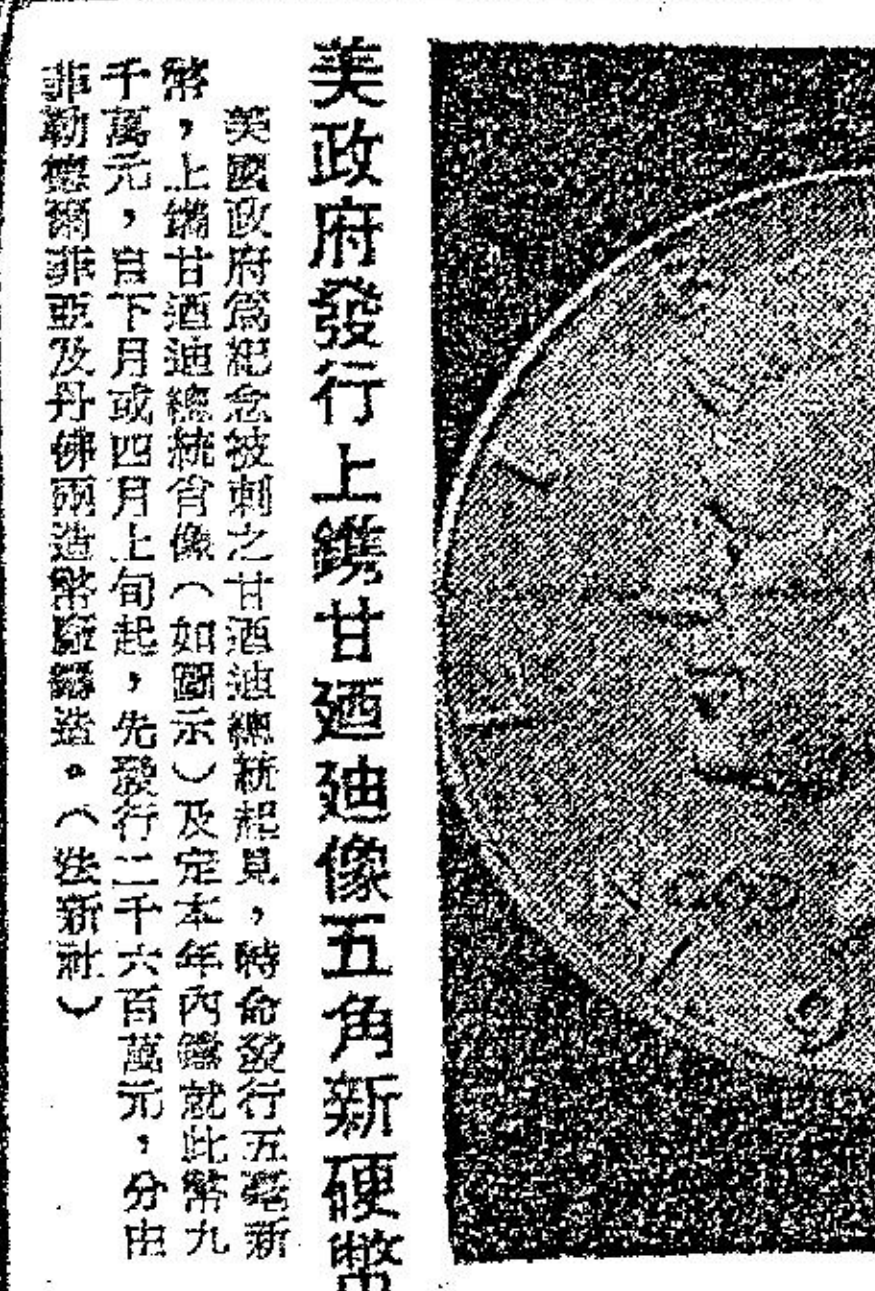 美政府發行上鐫甘廼廸像五角新硬幣
美國政府爲紀念被刺之甘迺迪總統起見，特命發行五毫新
幣，上鐫甘迺迪總統肖像（如圖示）及定本年內鑄就此幣九
千萬元，自下月或四月上旬起，先發行二千六百萬元，分由
菲勒德爾菲亞及丹佛兩造幣廠鑄造。（法新社）
GOD